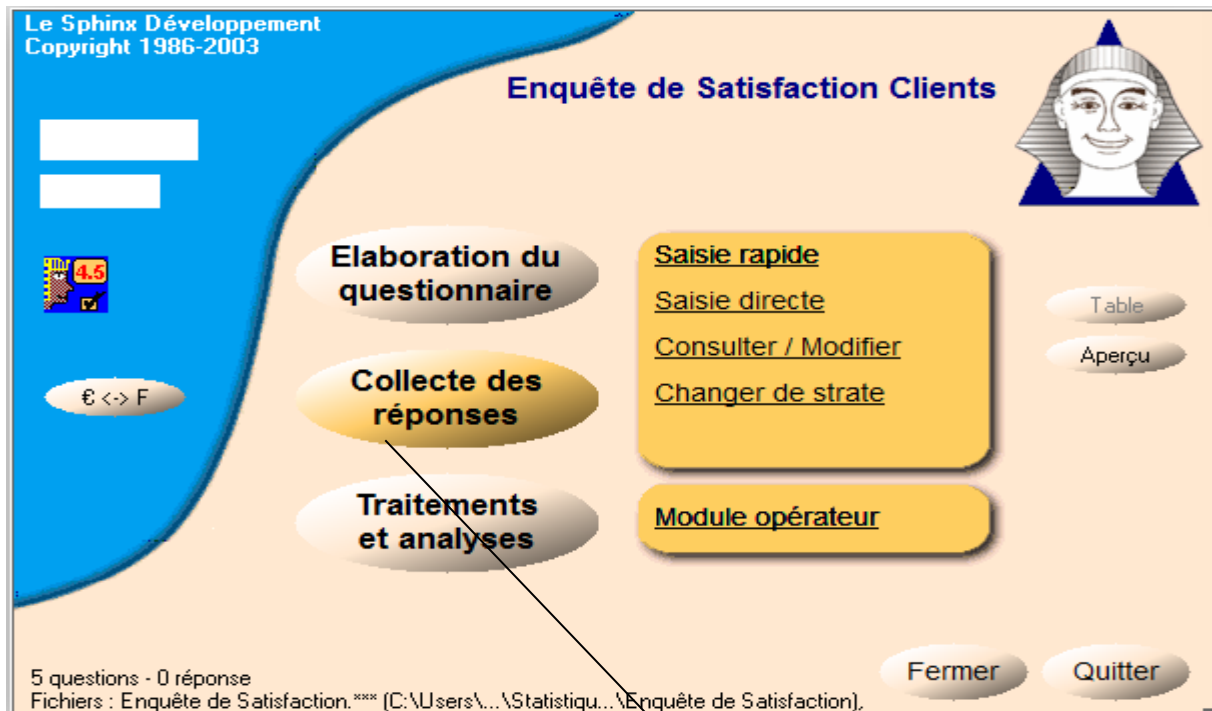 Le Sphinx Développement
Copyright 1986-2003
Enquête de Satisfaction Clients
4.5
€ <-> F
Elaboration du
questionnaire
Collecte des
réponses
Traitements
et analyses
Saisie rapide
Saisie directe
Consulter / Modifier
Changer de strate
Module opérateur
Table
Aperçu
Fermer
Quitter
5 questions - 0 réponse
Fichiers : Enquête de Satisfaction.*** (C:\Users\...\Statistiqu...\Enquête de Satisfaction),